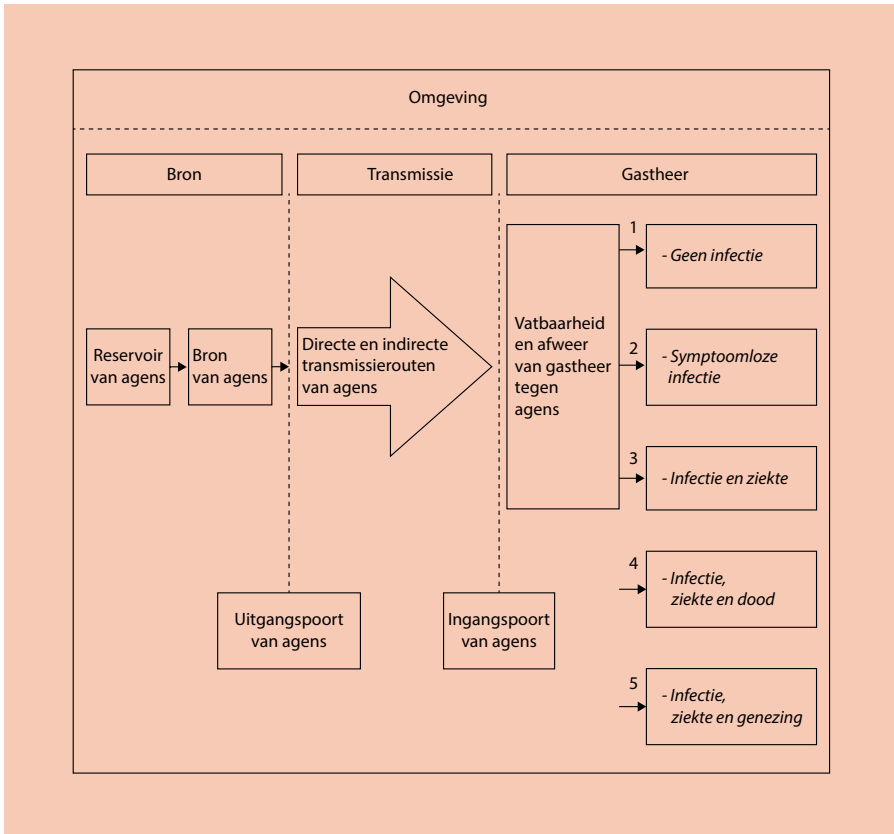 Omgeving
Bron
Transmissie
Gastheer
Reservoir
van agens
Bron
van agens
Directe en indirecte
transmissierouten
van agens
Vatbaarheid
en afweer
van gastheer
tegen
agens
1
- Geen infectie
2
- Symptoomloze
infectie
3
- Infectie en ziekte
4
- Infectie,
ziekte en dood
5
- Infectie,
ziekte en genezing
Uitgangspoort
van agens
Ingangspoort
van agens